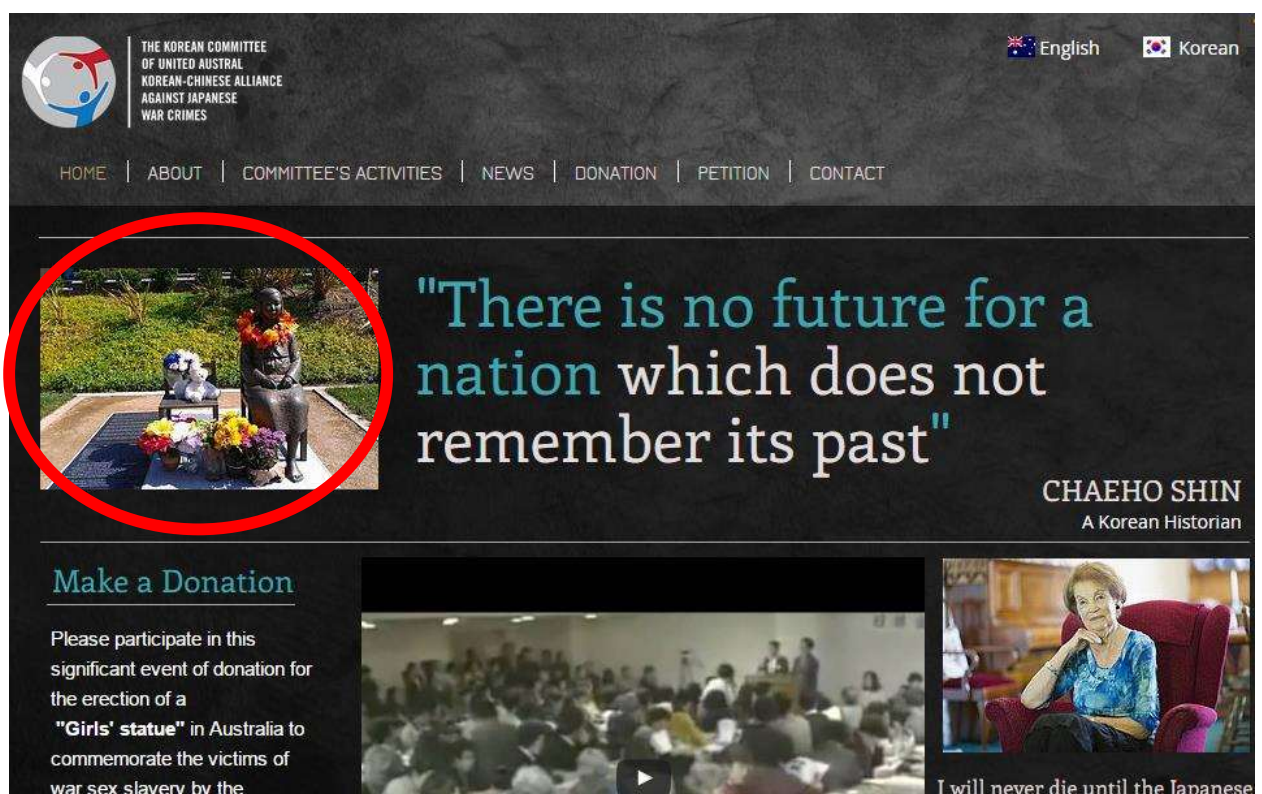 THE KOREAN COMMITTEE
OF UNITED AUSTRAL
KOREAN-CHINESE ALLIANCE
AGAINST JAPANESE
WAR CRIMES
English
Korean
HOME | ABOUT | COMMITTEE'S ACTIVITIES | NEWS | DONATION | PETITION | CONTACT
"There is no future for a
nation which does not
remember its past"
CHAEHO SHIN
A Korean Historian
Make a Donation
Please participate in this
significant event of donation for
the erection of a
"Girls' statue" in Australia to
commemorate the victims of
war sex slavery by the
I will never die until the Japanese